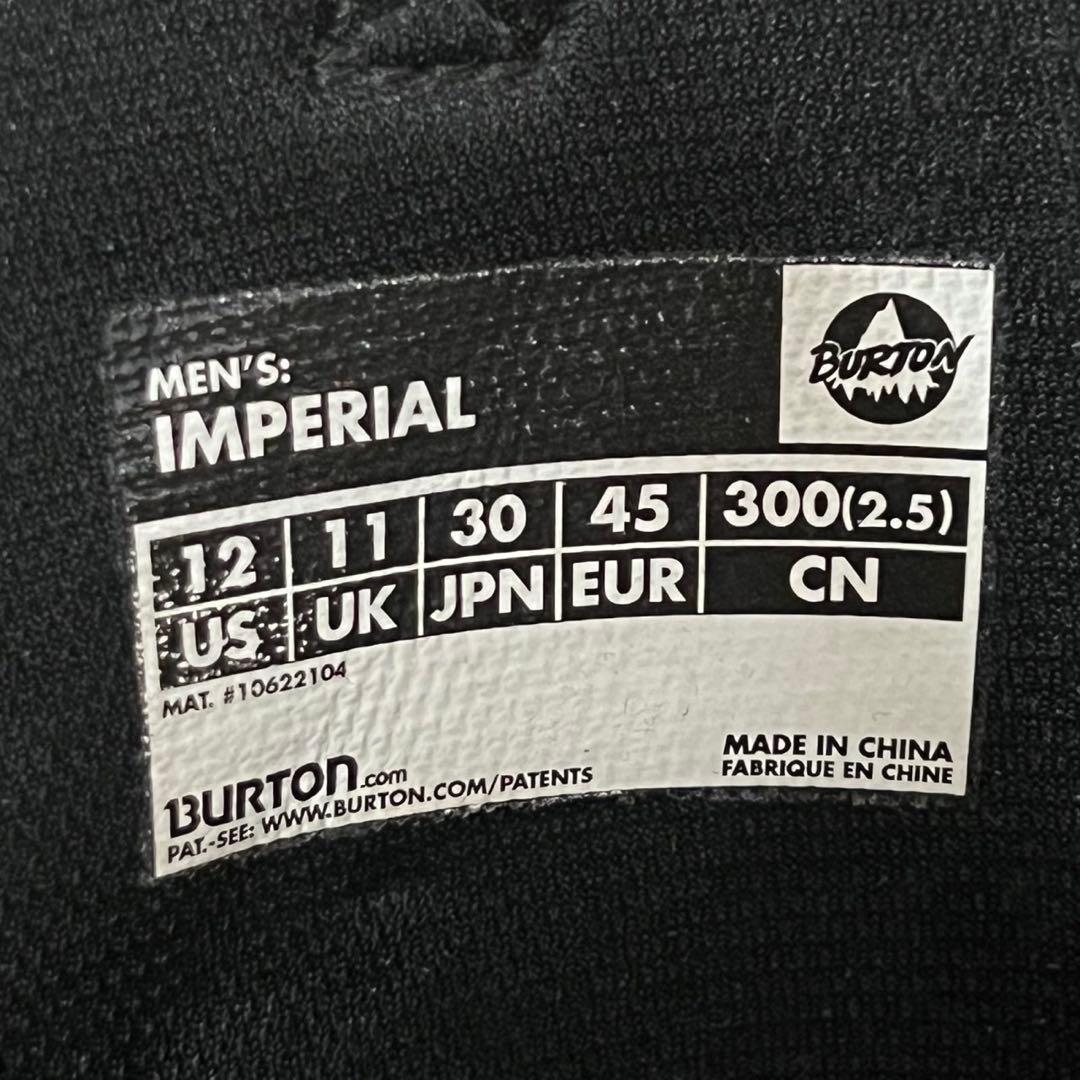 BURTON
MEN'S:
IMPERIAL
12 11 30 45 300(2.5)
US UK JPN EUR CN
MAT. #10622104
BURTON.com
PAT.-SEE: WWW.BURTON.COM/PATENTS
MADE IN CHINA
FABRIQUE EN CHINE